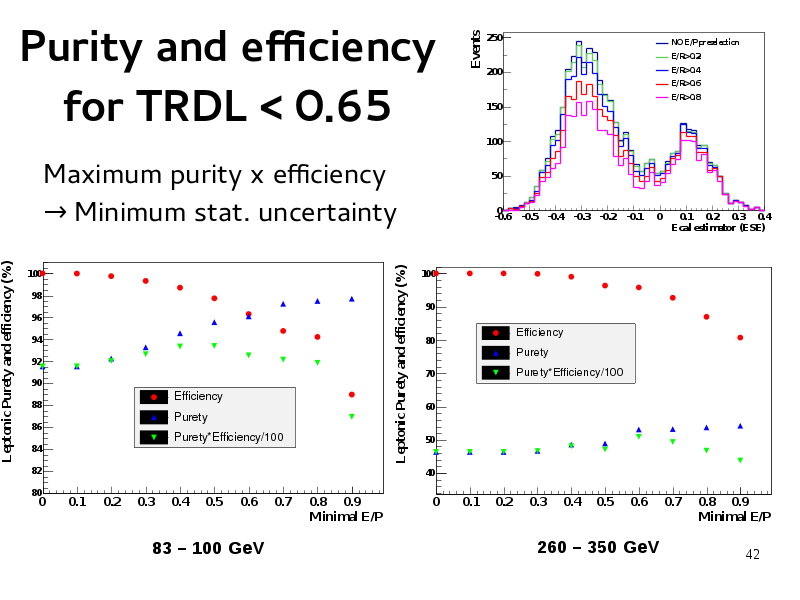 Purity and efficiency
for TRDL < 0.65
Maximum purity x efficiency
→ Minimum stat. uncertainty
Events
250
200
150
100
50
0
-0.6 -0.5 -0.4 -0.3 -0.2 -0.1 0 0.1 0.2 0.3 0.4
Ecal estimator (ESE)
NO E/P preselection
E/R>0.2
E/R>0.4
E/R>0.6
E/R>0.8
Leptonic Purety and efficiency (%)
100
98
96
94
92
90
88
86
84
82
80
0 0.1 0.2 0.3 0.4 0.5 0.6 0.7 0.8 0.9
Minimal E/P
Efficiency
Purety
Purety*Efficiency/100
83 – 100 GeV
Leptonic Purety and efficiency (%)
100
90
80
70
60
50
40
0 0.1 0.2 0.3 0.4 0.5 0.6 0.7 0.8 0.9
Minimal E/P
Efficiency
Purety
Purety*Efficiency/100
260 – 350 GeV
42